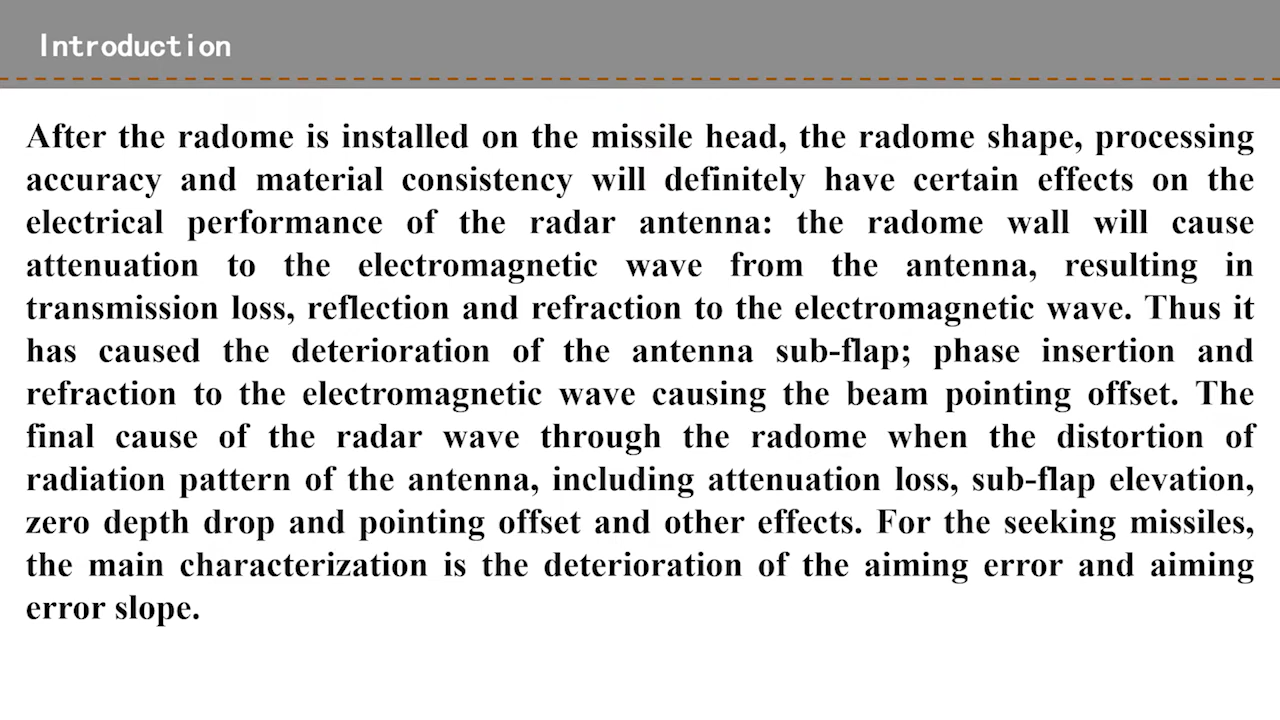 Introduction
After the radome is installed on the missile head, the radome shape, processing
accuracy and material consistency will definitely have certain effects on the
electrical performance of the radar antenna: the radome wall will cause
attenuation to the electromagnetic wave from the antenna, resulting in
transmission loss, reflection and refraction to the electromagnetic wave. Thus it
has caused the deterioration of the antenna sub-flap; phase insertion and
refraction to the electromagnetic wave causing the beam pointing offset. The
final cause of the radar wave through the radome when the distortion of
radiation pattern of the antenna, including attenuation loss, sub-flap elevation,
zero depth drop and pointing offset and other effects. For the seeking missiles,
the main characterization is the deterioration of the aiming error and aiming
error slope.